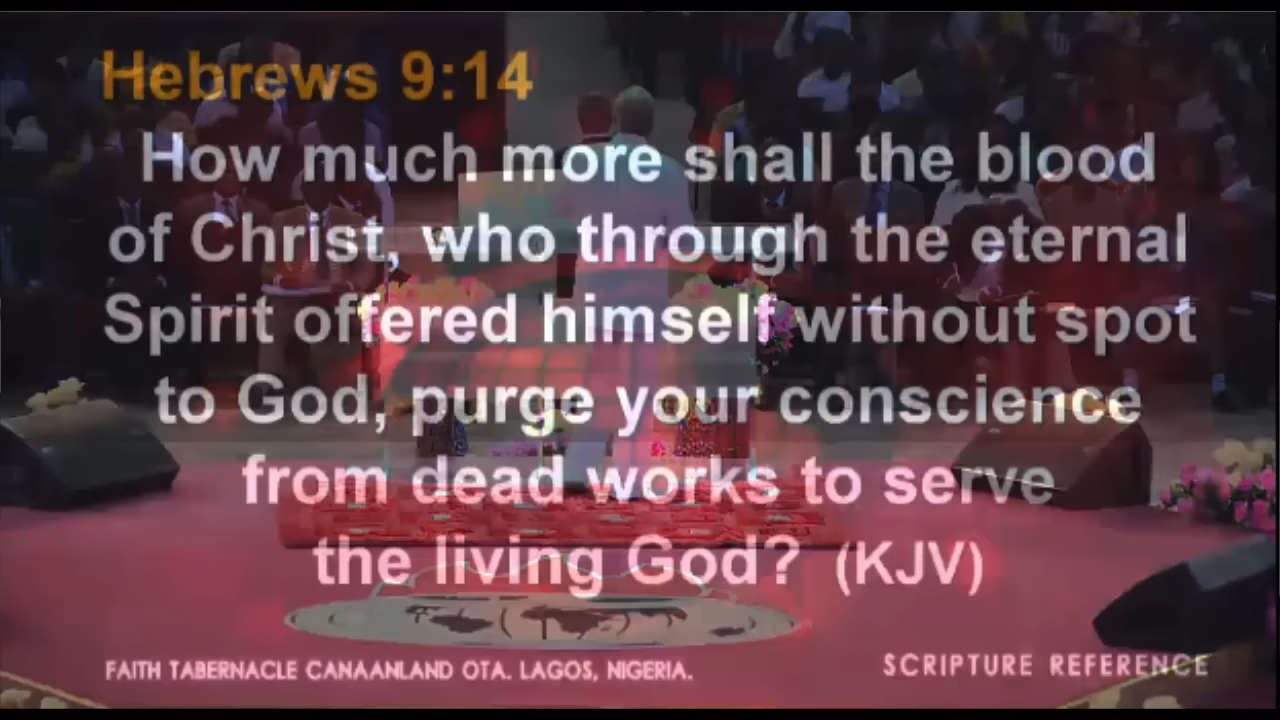 Hebrews 9:14
How much more shall the blood
of Christ, who through the eternal
Spirit offered himself without spot
to God, purge your conscience
from dead works to serve
the living God? (KJV)
FAITH TABERNACLE CANAANLAND OTA. LAGOS, NIGERIA.
SCRIPTURE REFERENCE